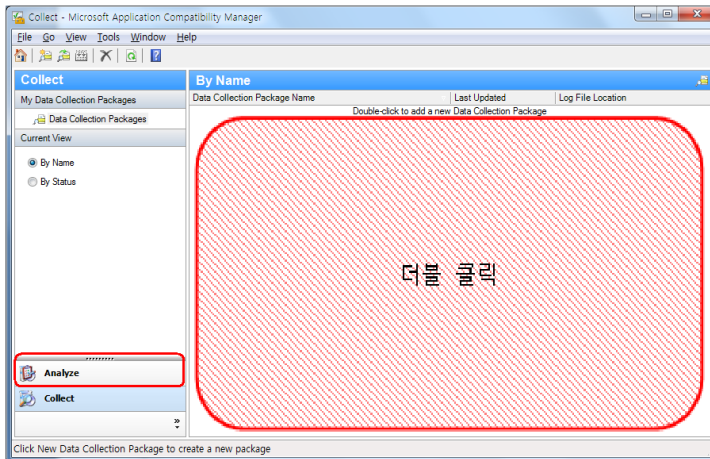 Collect - Microsoft Application Compatibility Manager
File Go View Tools Window Help
Collect
By Name
My Data Collection Packages
Data Collection Package Name Last Updated Log File Location
Data Collection Packages
Double-click to add a new Data Collection Package
Current View
By Name
By Status
더블 클릭
Analyze
Collect
Click New Data Collection Package to create a new package